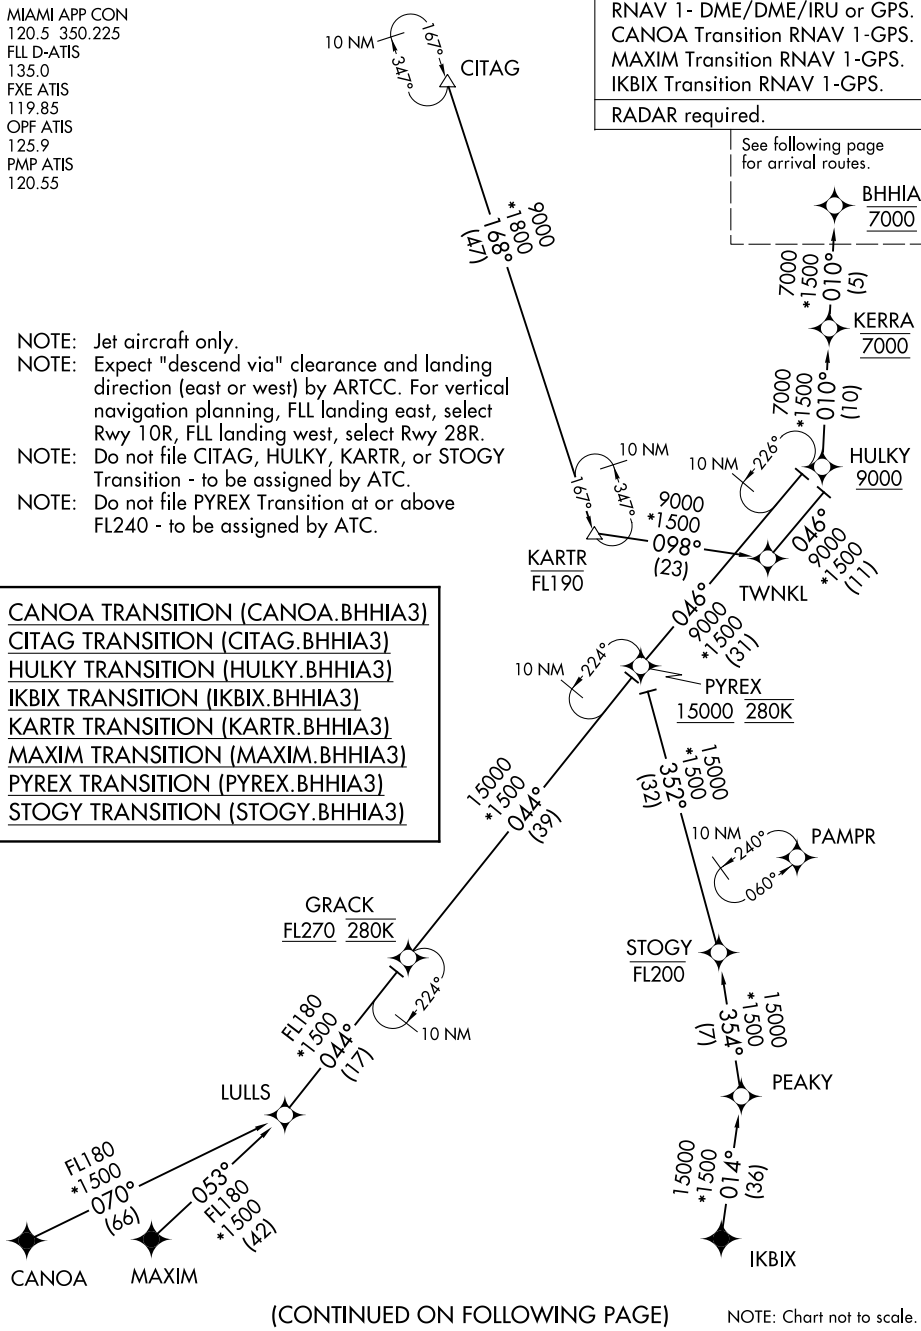 MIAMI APP CON
120.5 350.225
FLL D-ATIS
135.0
FXE ATIS
119.85
OPF ATIS
125.9
PMP ATIS
120.55
RNAV 1- DME/DME/IRU or GPS.
CANOA Transition RNAV 1-GPS.
MAXIM Transition RNAV 1-GPS.
IKBIX Transition RNAV 1-GPS.
RADAR required.
See following page
for arrival routes.
10 NM
167°
347°
CITAG
9000
*1800
168°
(47)
BHHIA
7000
7000
*1500
010°
(5)
KERRA
7000
7000
*1500
010°
(10)
NOTE: Jet aircraft only.
NOTE: Expect "descend via" clearance and landing
direction (east or west) by ARTCC. For vertical
navigation planning, FLL landing east, select
Rwy 10R, FLL landing west, select Rwy 28R.
NOTE: Do not file CITAG, HULKY, KARTR, or STOGY
Transition - to be assigned by ATC.
NOTE: Do not file PYREX Transition at or above
FL240 - to be assigned by ATC.
10 NM
226°
HULKY
9000
10 NM
167°
347°
KARTR
FL190
9000
*1500
098°
(23)
TWNKL
046°
9000
*1500
(11)
046°
9000
*1500
(31)
CANOA TRANSITION (CANOA.BHHIA3)
CITAG TRANSITION (CITAG.BHHIA3)
HULKY TRANSITION (HULKY.BHHIA3)
IKBIX TRANSITION (IKBIX.BHHIA3)
KARTR TRANSITION (KARTR.BHHIA3)
MAXIM TRANSITION (MAXIM.BHHIA3)
PYREX TRANSITION (PYREX.BHHIA3)
STOGY TRANSITION (STOGY.BHHIA3)
10 NM
224°
PYREX
15000 280K
15000
*1500
044°
(39)
15000
*1500
352°
(32)
10 NM
240°
060°
PAMPR
GRACK
FL270 280K
224°
10 NM
STOGY
FL200
FL180
*1500
044°
(17)
15000
*1500
354°
(7)
LULLS
PEAKY
FL180
*1500
070°
(66)
053°
FL180
*1500
(42)
15000
*1500
014°
(36)
CANOA
MAXIM
IKBIX
(CONTINUED ON FOLLOWING PAGE)
NOTE: Chart not to scale.